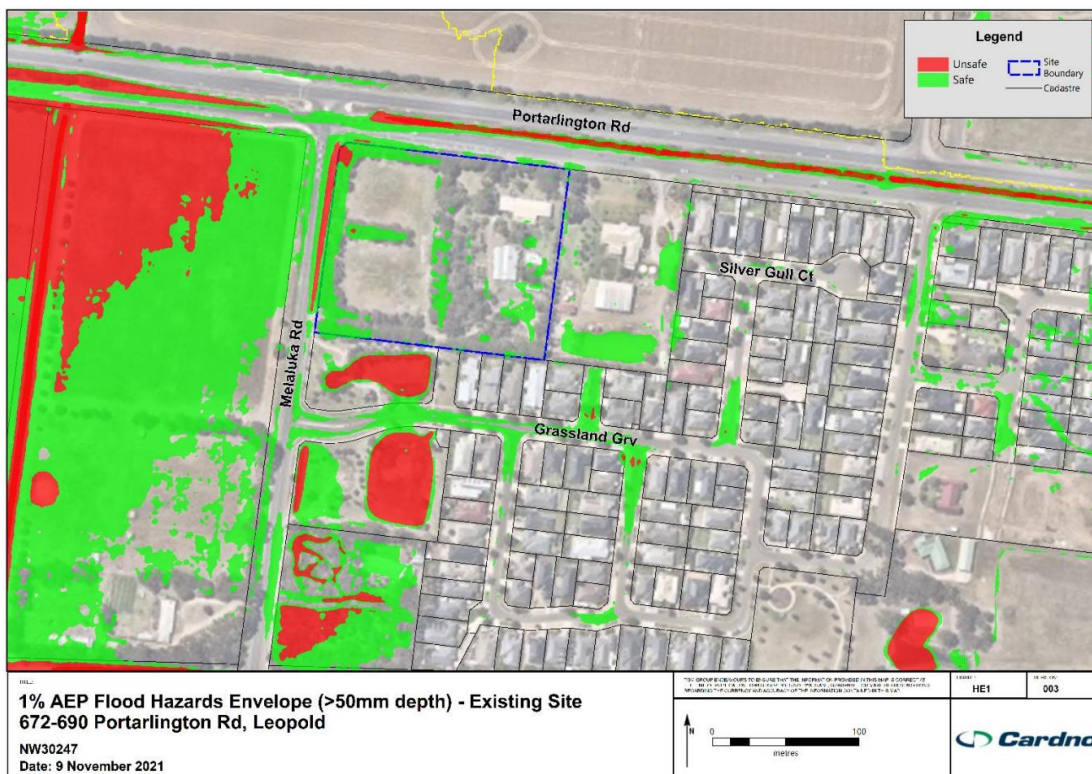 Legend
Unsafe
Safe
Site
Boundary
Cadastre
Portarlington Rd
Silver Gull Ct
Melaluka Rd
Grassland Grv
TITLE:
1% AEP Flood Hazards Envelope (>50mm depth) - Existing Site
672-690 Portarlington Rd, Leopold
NW30247
Date: 9 November 2021
N
0 100
metres
HE1
003
Cardno